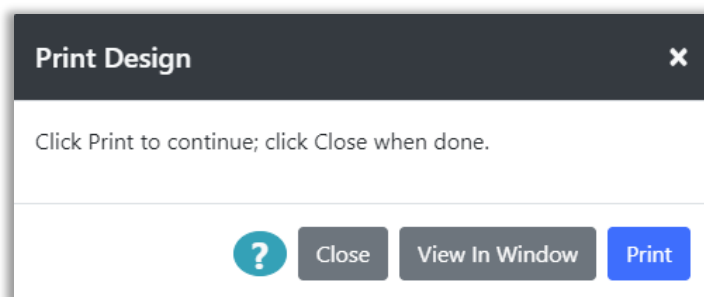 Print Design ×
Click Print to continue; click Close when done.
? Close View In Window Print